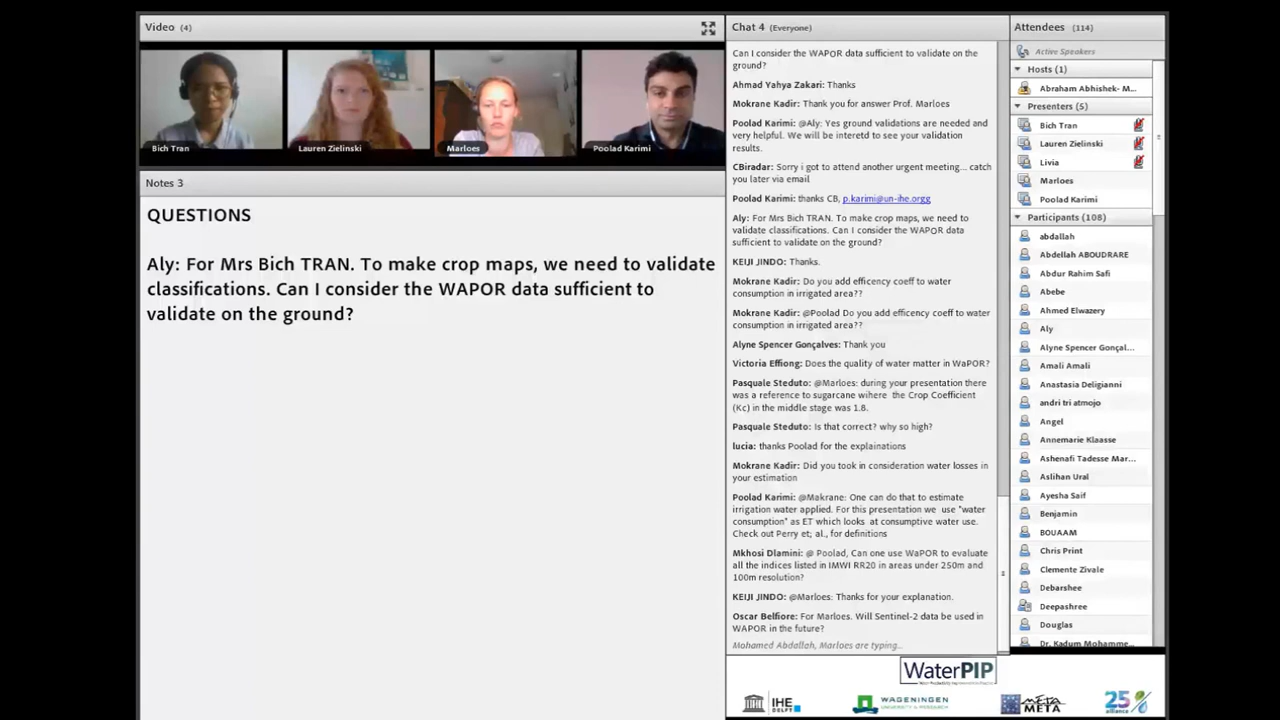 Video (4)
Bich Tran
Lauren Zielinski
Marloes
Poolad Karimi
Notes 3
QUESTIONS
Aly: For Mrs Bich TRAN. To make crop maps, we need to validate
classifications. Can I consider the WAPOR data sufficient to
validate on the ground?
Chat 4 (Everyone)
Can I consider the WAPOR data sufficient to validate on the
ground?
Ahmad Yahya Zakari: Thanks
Mokrane Kadir: Thank you for answer Prof. Marloes
Poolad Karimi: @Aly: Yes ground validations are needed and
very helpful. We will be interetd to see your validation
results.
CBiradar: Sorry i got to attend another urgent meeting... catch
you later via email
Poolad Karimi: thanks CB, p.karimi@un-ihe.orgg
Aly: For Mrs Bich TRAN. To make crop maps, we need to
validate classifications. Can I consider the WAPOR data
sufficient to validate on the ground?
KEIJI JINDO: Thanks.
Mokrane Kadir: Do you add efficency coeff to water
consumption in irrigated area??
Mokrane Kadir: @Poolad Do you add efficency coeff to water
consumption in irrigated area??
Alyne Spencer Gonçalves: Thank you
Victoria Effiong: Does the quality of water matter in WaPOR?
Pasquale Steduto: @Marloes: during your presentation there
was a reference to sugarcane wihere the Crop Coefficient
(Kc) in the middle stage was 1.8.
Pasquale Steduto: Is that correct? why so high?
lucia: thanks Poolad for the explainations
Mokrane Kadir: Did you took in consideration water losses in
your estimation
Poolad Karimi: @Makrane: One can do that to estimate
irrigation water applied. For this presentation we use "water
consumption" as ET which looks at consumptive water use.
Check out Perry et; al., for definitions
Mkhosi Dlamini: @ Poolad, Can one use WaPOR to evaluate
all the indices listed in IMWI RR20 in areas under 250m and
100m resolution?
KEIJI JINDO: @Marloes: Thanks for your explanation.
Oscar Belfiore: For Marloes. Will Sentinel-2 data be used in
WAPOR in the future?
Mohamed Abdallah, Marloes are typing...
Attendees (114)
Active Speakers
Hosts (1)
Abraham Abhishek- M...
Presenters (5)
Bich Tran
Lauren Zielinski
Livia
Marloes
Poolad Karimi
Participants (108)
abdallah
Abdellah ABOUDRARE
Abdur Rahim Safi
Abebe
Ahmed Elwazery
Aly
Alyne Spencer Gonçal...
Amali Amali
Anastasia Deligianni
andri tri atmojo
Angel
Annemarie Klaasse
Ashenafi Tadesse Mar...
Aslihan Ural
Ayesha Saif
Benjamin
BOUAAM
Chris Print
Clemente Zivale
Debarshee
Deepashree
Douglas
Dr. Kadum Mohamme...
WaterPIP
IHE
DELFT
WAGENINGEN
META
META
25
alliance